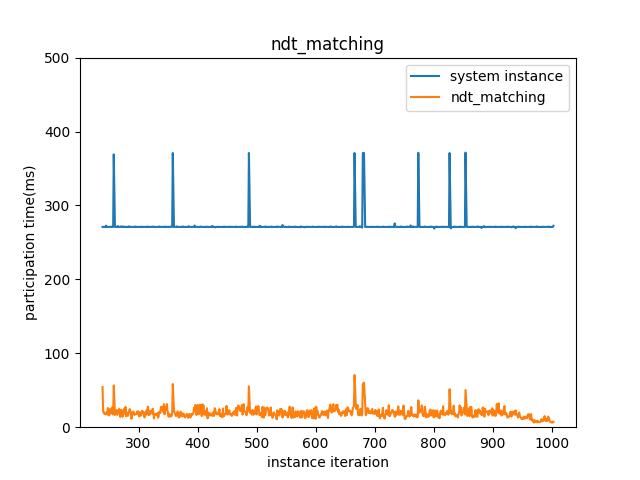 ndt_matching
system instance
ndt_matching
participation time(ms)
500
400
300
200
100
0
300 400 500 600 700 800 900 1000
instance iteration